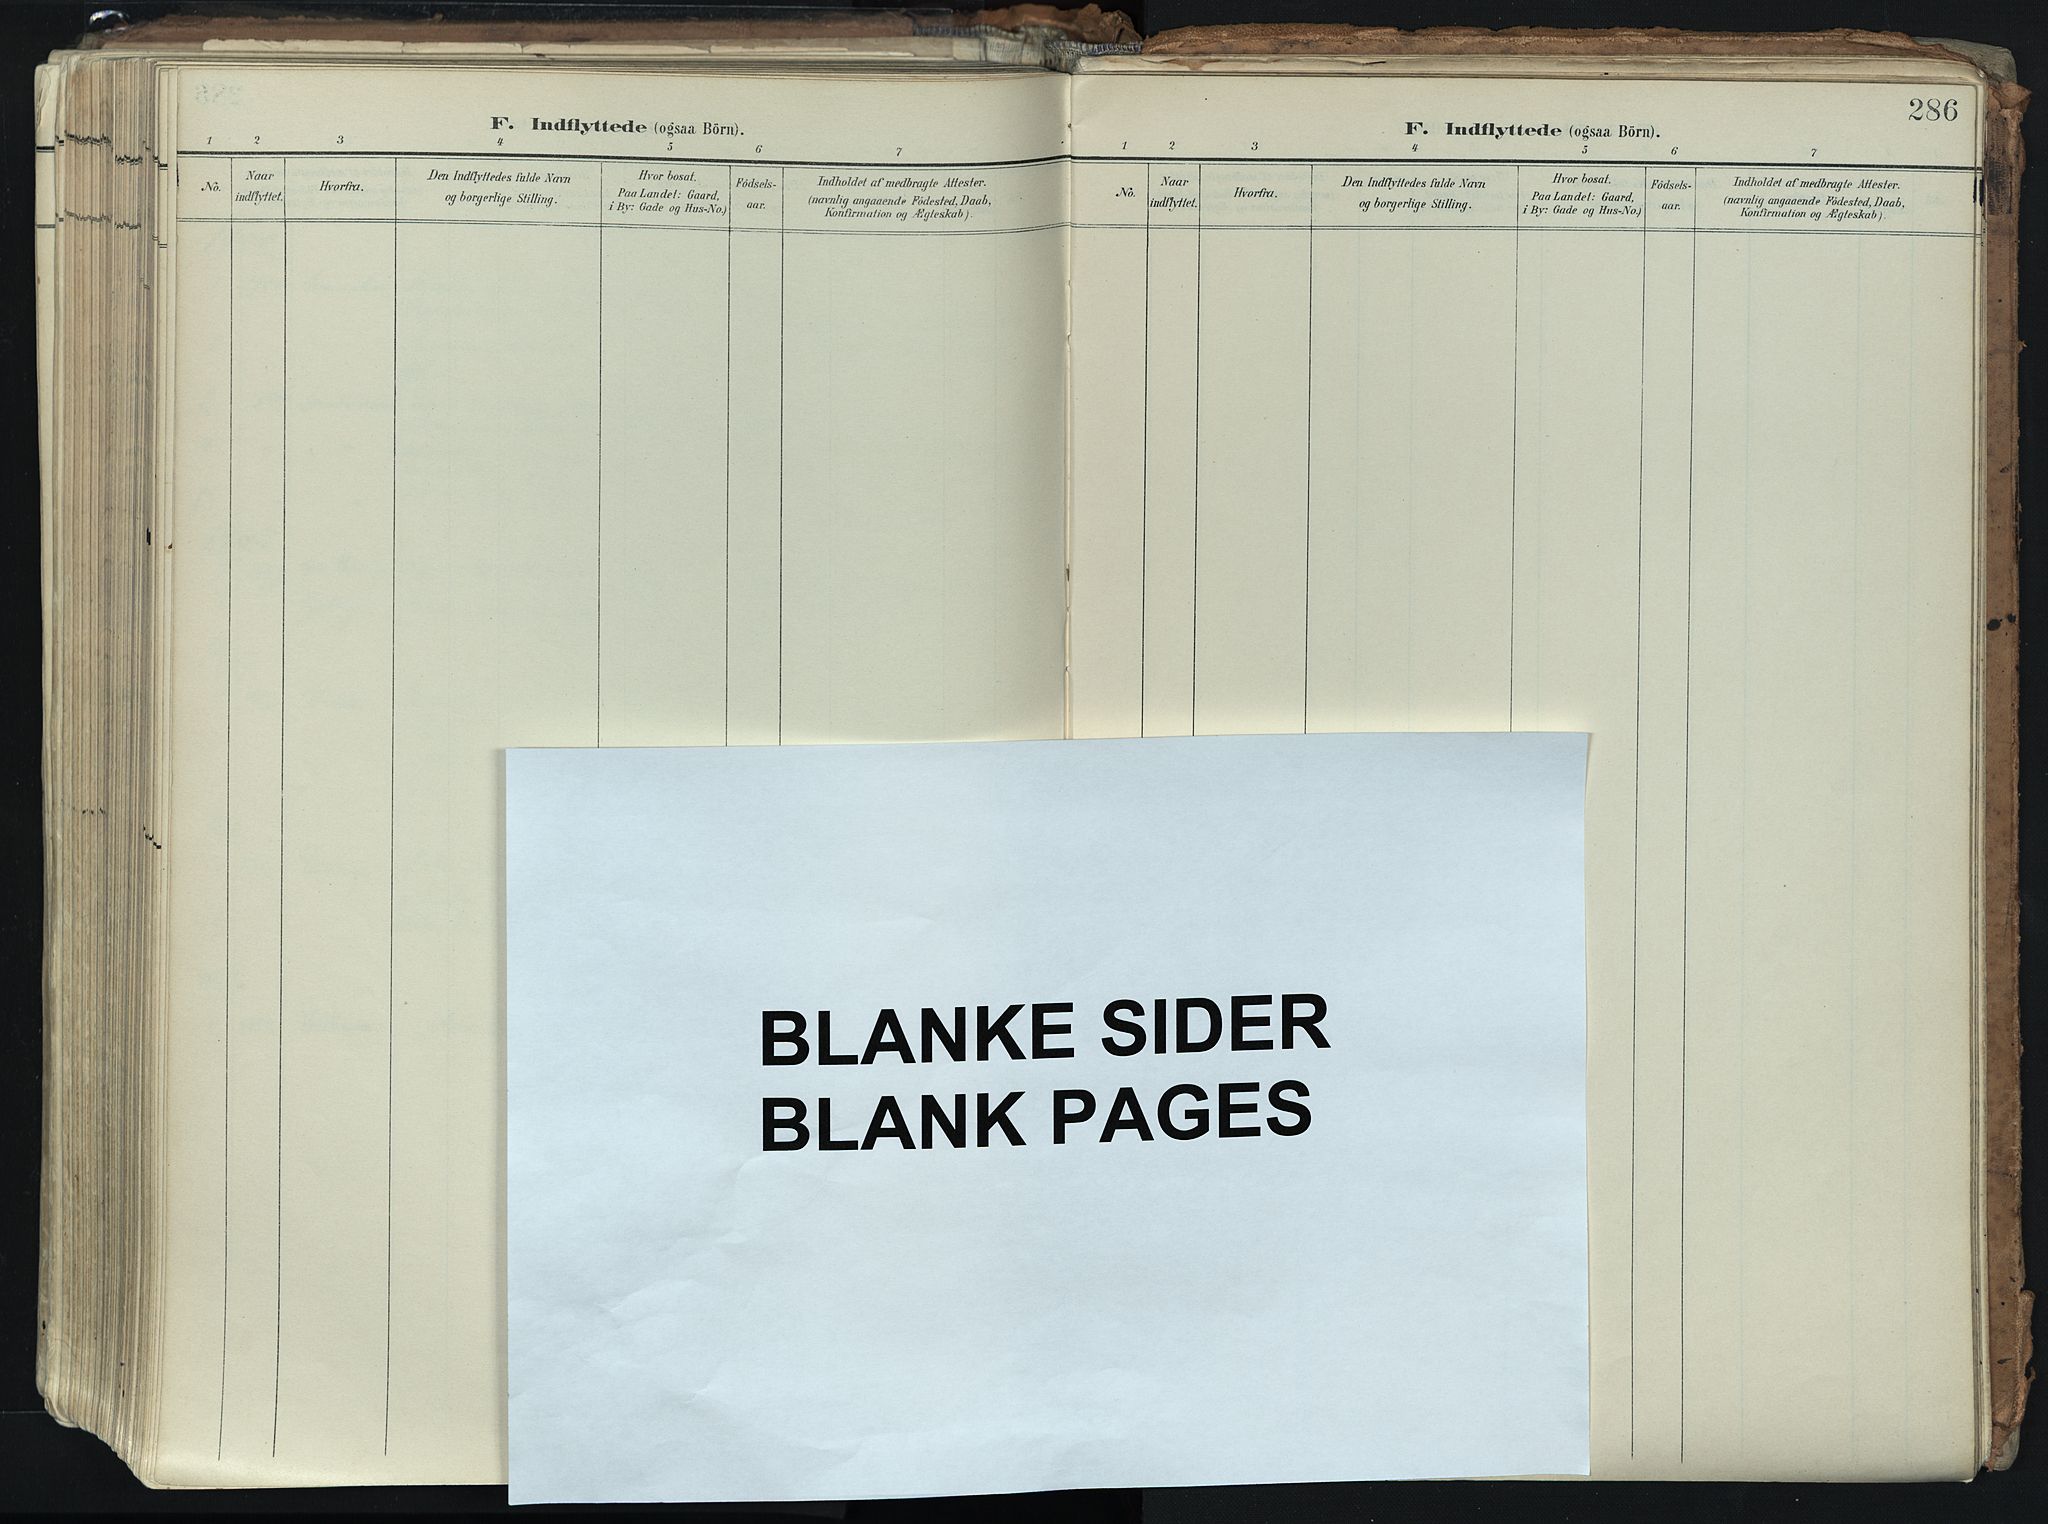 F. Indflyttede (ogsaa Börn).
1 2 3 4 5 6 7
No.
Naar
indflyttet.
Hvorfra.
Den Indflyttedes fulde Navn
og borgerlige Stilling.
Hvor bosat.
Paa Landet: Gaard,
i By: Gade og Hus-No.)
Födsels-
aar.
Indholdet af medbragte Attester.
(navnlig angaaende Födested, Daab,
Konfirmation og Ægteskab).
286
F. Indflyttede (ogsaa Börn).
1 2 3 4 5 6 7
No.
Naar
indflyttet.
Hvorfra.
Den Indflyttedes fulde Navn
og borgerlige Stilling.
Hvor bosat.
Paa Landet: Gaard,
i By: Gade og Hus-No.)
Födsels-
aar.
Indholdet af medbragte Attester.
(navnlig angaaende Födested, Daab,
Konfirmation og Ægteskab).
BLANKE SIDER
BLANK PAGES